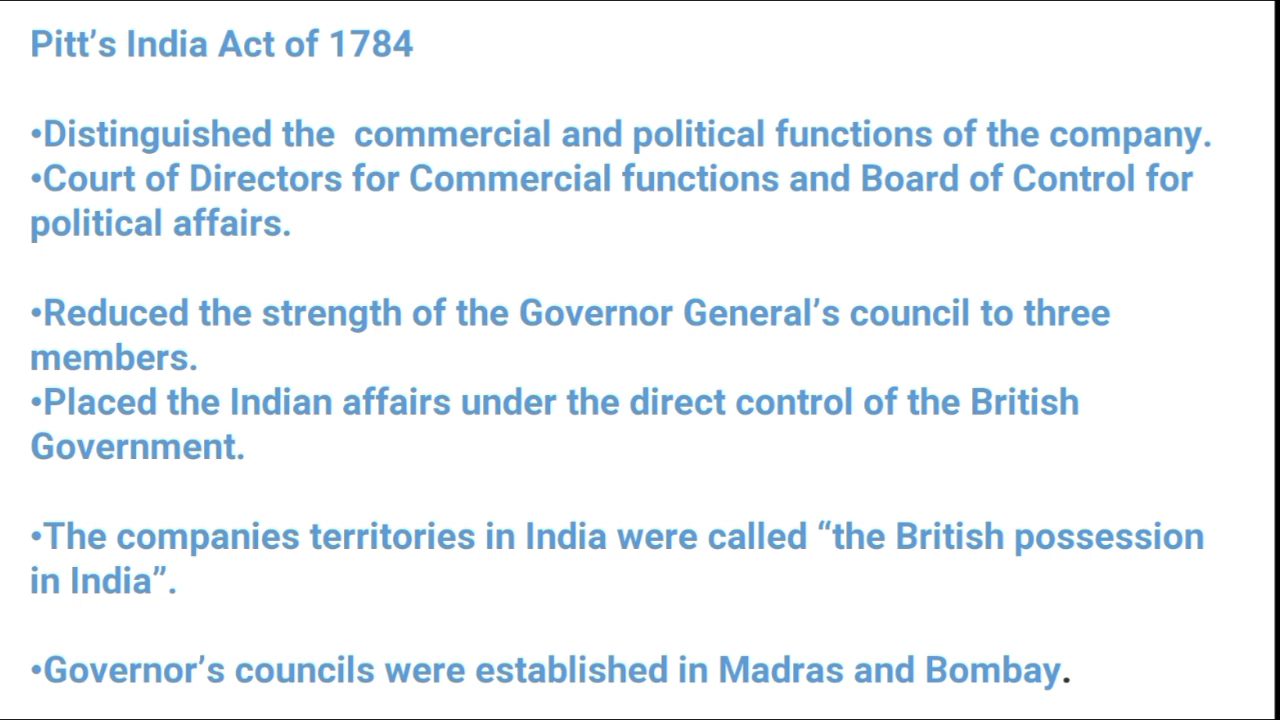 Pitt’s India Act of 1784
•Distinguished the  commercial and political functions of the company.
•Court of Directors for Commercial functions and Board of Control for
political affairs.
•Reduced the strength of the Governor General’s council to three
members.
•Placed the Indian affairs under the direct control of the British
Government.
•The companies territories in India were called “the British possession
in India”.
•Governor’s councils were established in Madras and Bombay.